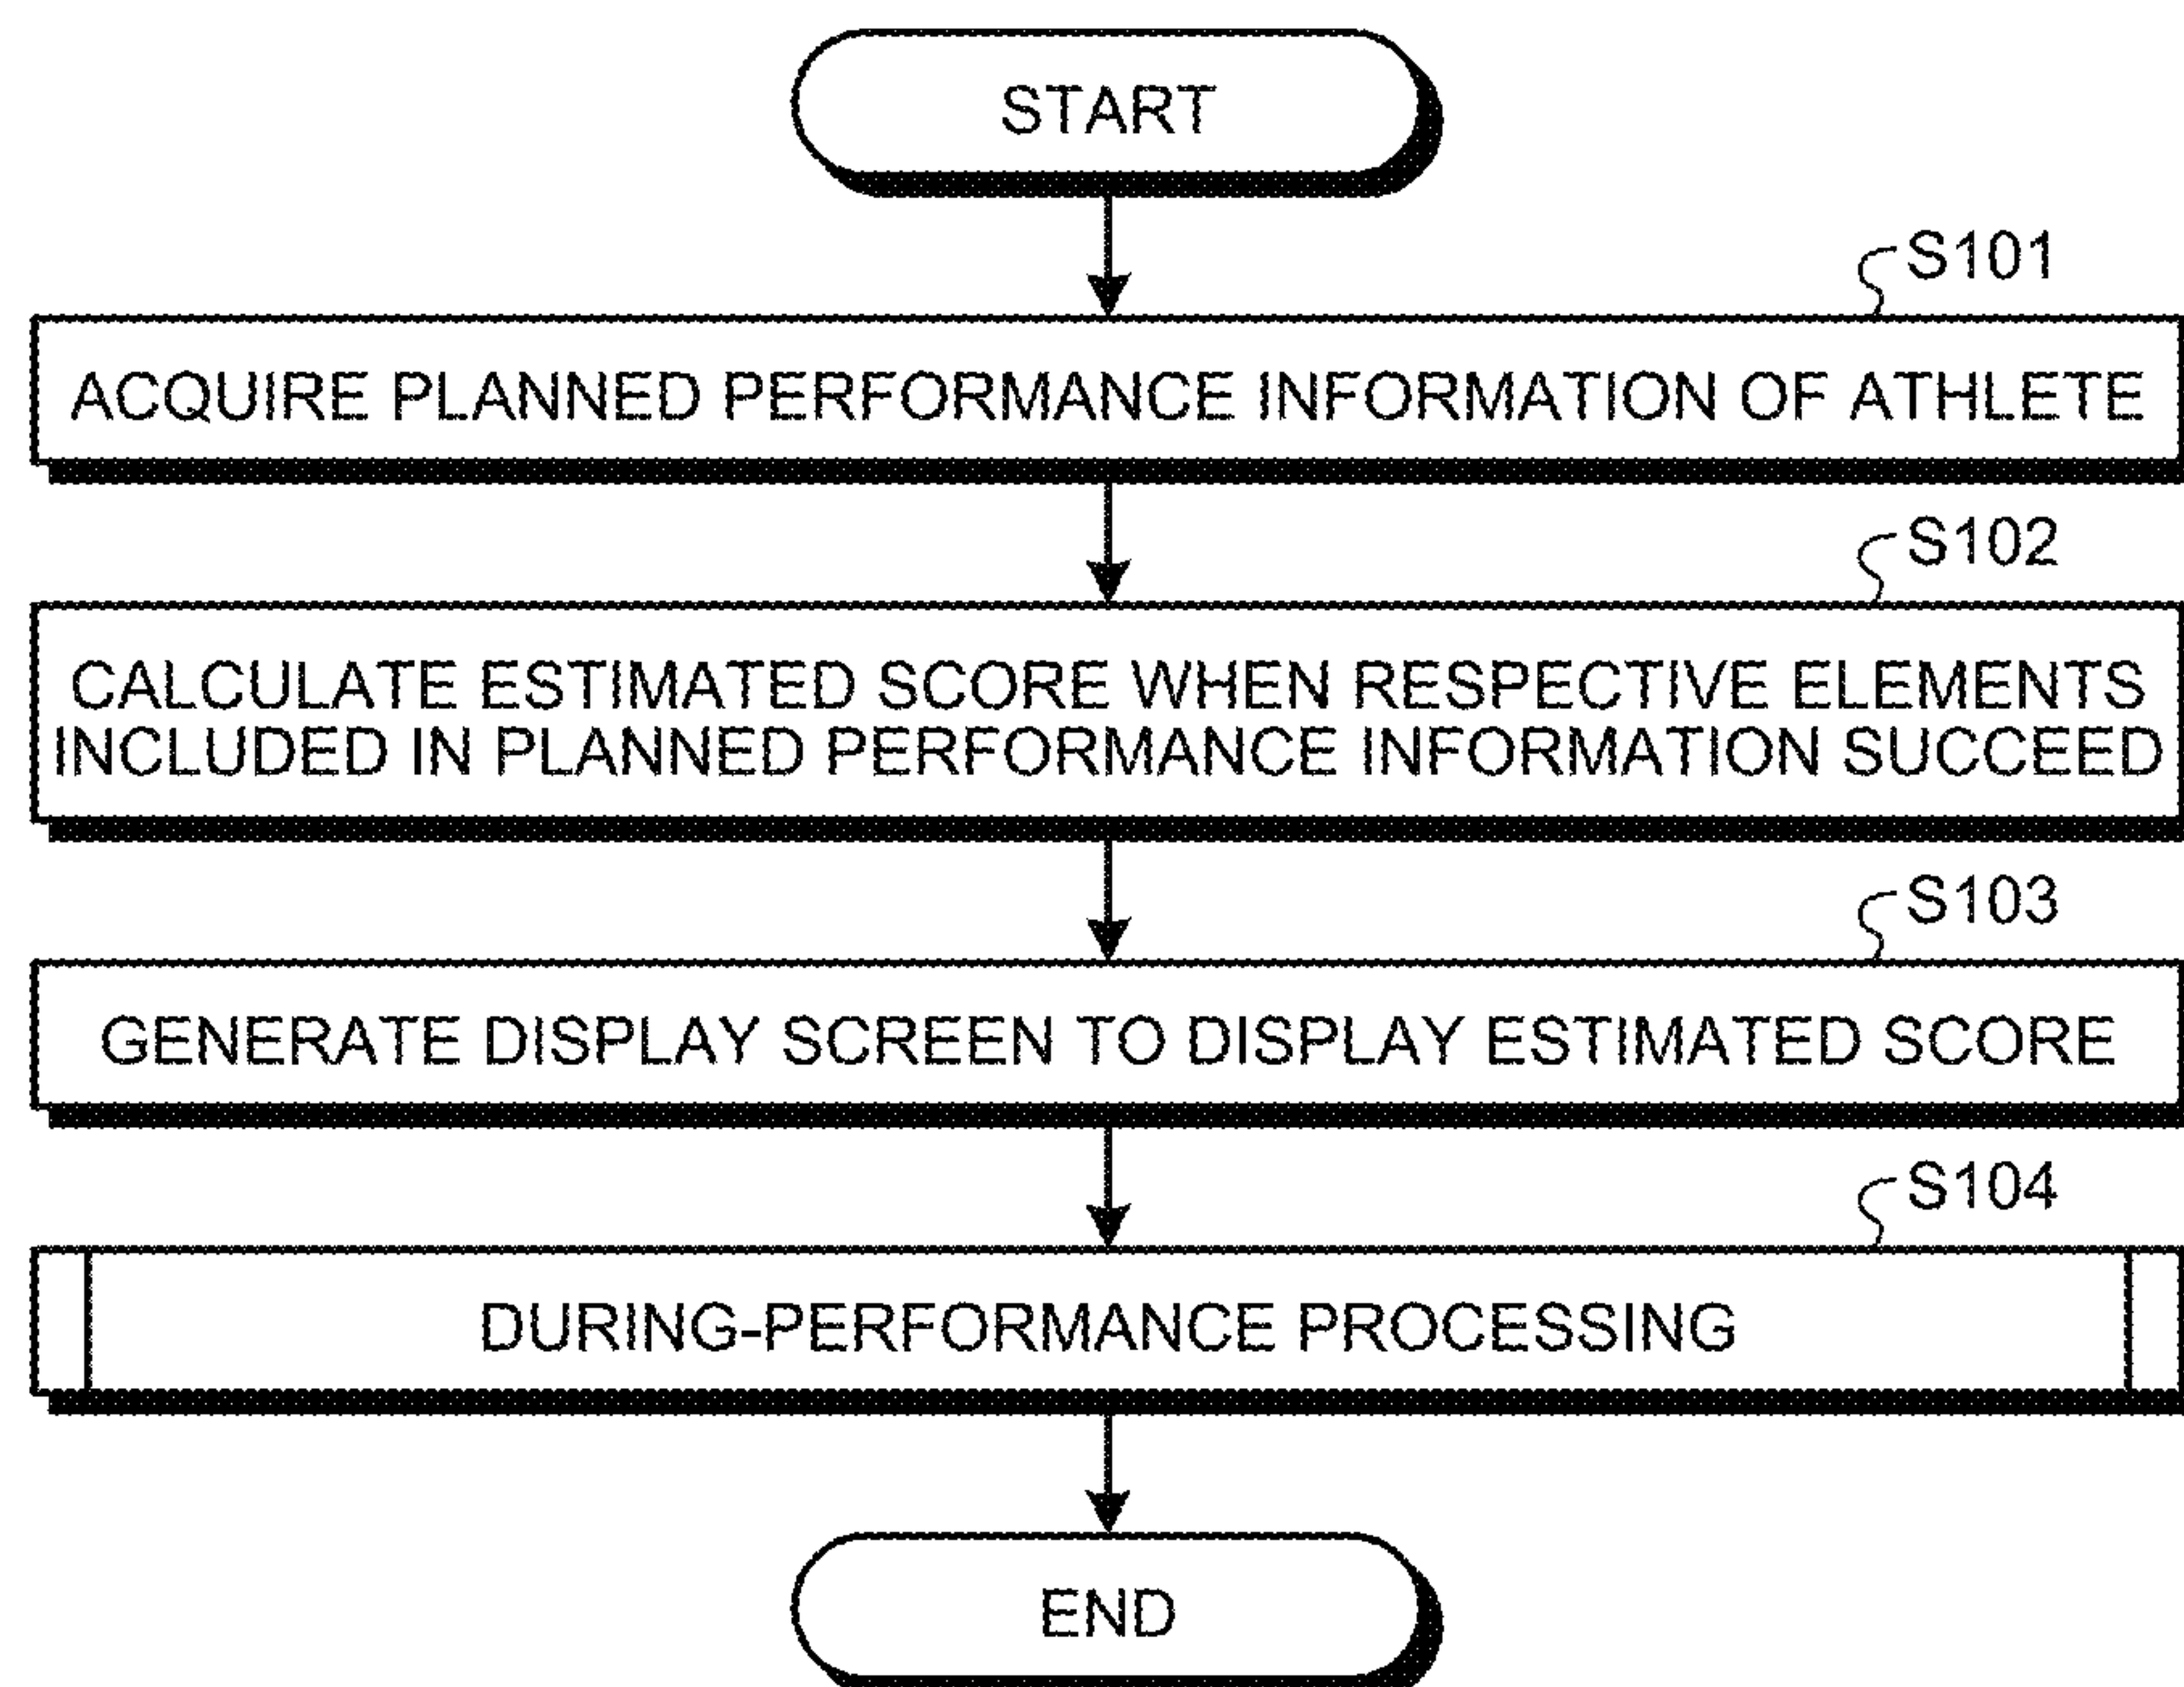 START
S101
ACQUIRE PLANNED PERFORMANCE INFORMATION OF ATHLETE
S102
CALCULATE ESTIMATED SCORE WHEN RESPECTIVE ELEMENTS
INCLUDED IN PLANNED PERFORMANCE INFORMATION SUCCEED
S103
GENERATE DISPLAY SCREEN TO DISPLAY ESTIMATED SCORE
S104
DURING-PERFORMANCE PROCESSING
END